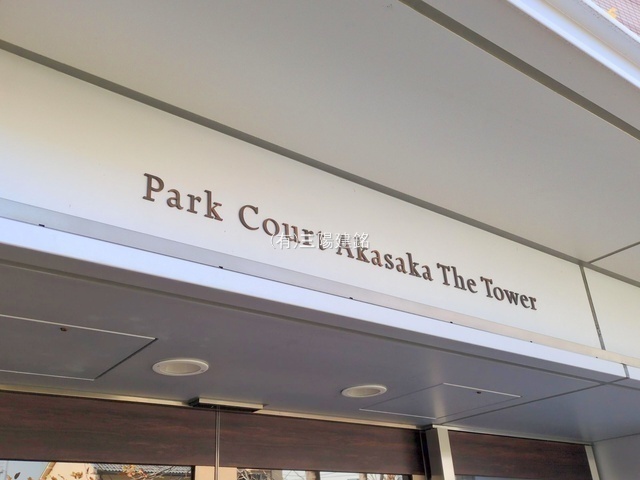 Park Court Akasaka The Tower
(有)三陽建銘